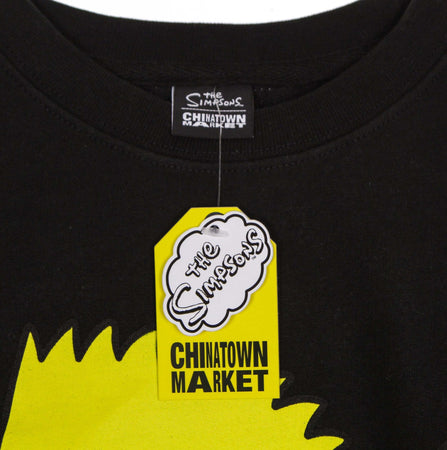 THE
SIMPSONS
CHINATOWN
MARKET
THE
SIMPSONS
CHINATOWN
MARKET